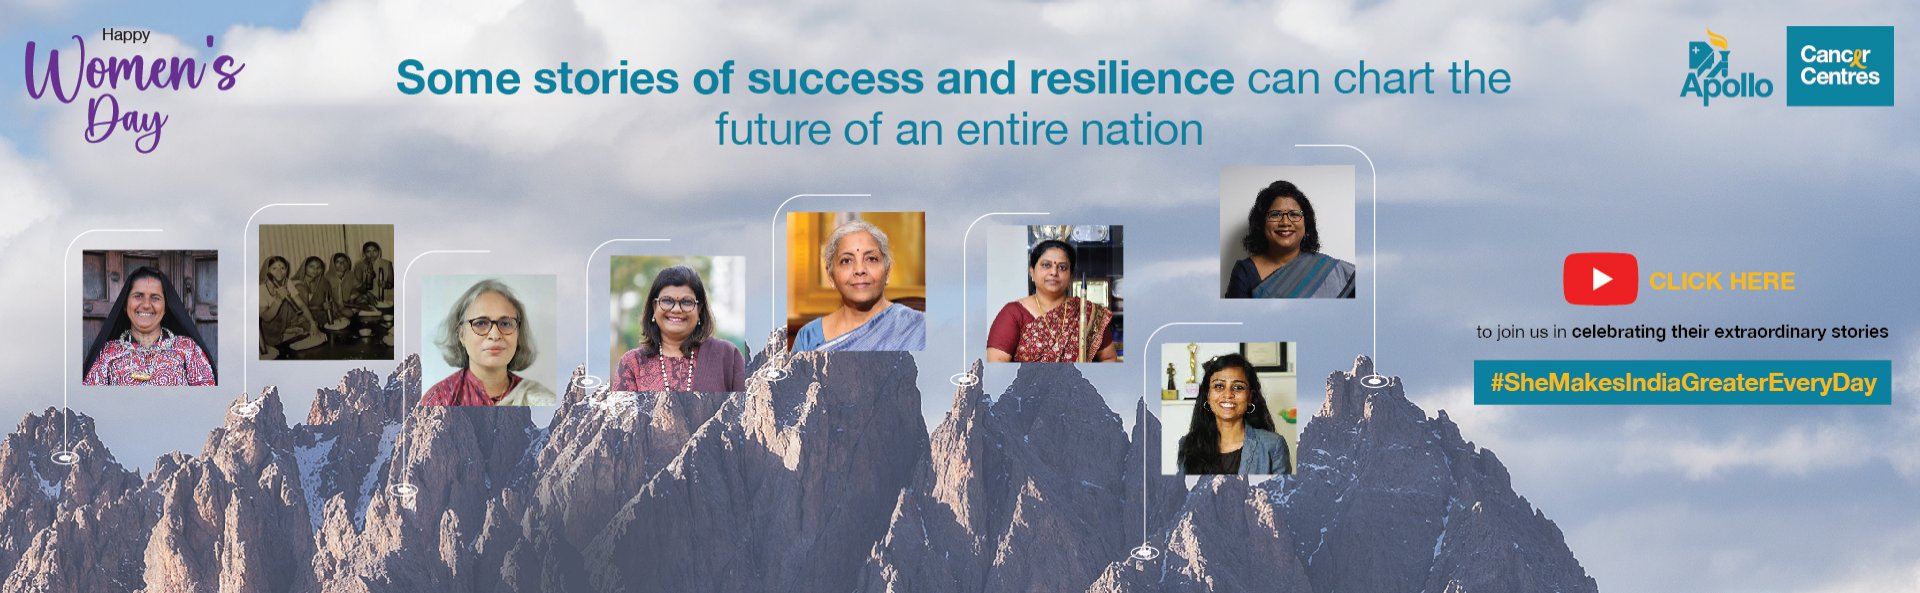 Happy
Women's
Day
Some stories of success and resilience can chart the
future of an entire nation
Apollo
Cancer
Centres
CLICK HERE
to join us in celebrating their extraordinary stories
#SheMakesIndiaGreaterEveryDay